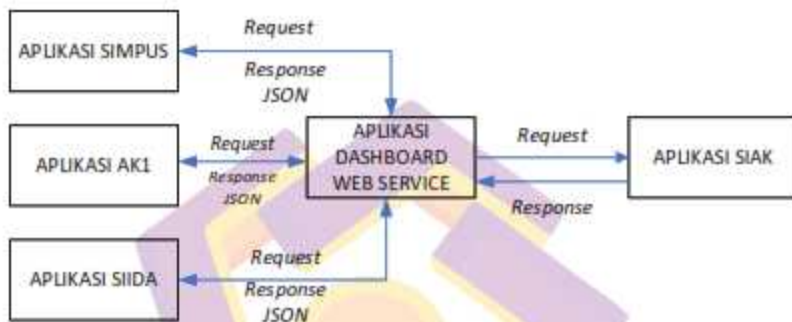 APLIKASI SIMPUS
Request
Response
JSON
APLIKASI AK1
Request
Response
JSON
APLIKASI
DASHBOARD
WEB SERVICE
Request
Response
APLIKASI SIAK
APLIKASI SIIDA
Request
Response
JSON